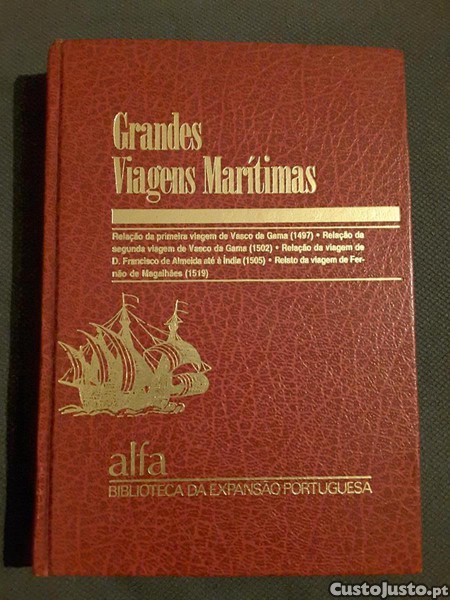 Grandes
Viagens Marítimas
Relação da primeira viagem de Vasco da Gama (1497) • Relação da
segunda viagem de Vasco da Gama (1502) • Relação da viagem de
D. Francisco de Almeida até à Índia (1505) • Relato da viagem de Fer-
não de Magalhães (1519)
alfa
BIBLIOTECA DA EXPANSÃO PORTUGUESA
CustoJusto.pt